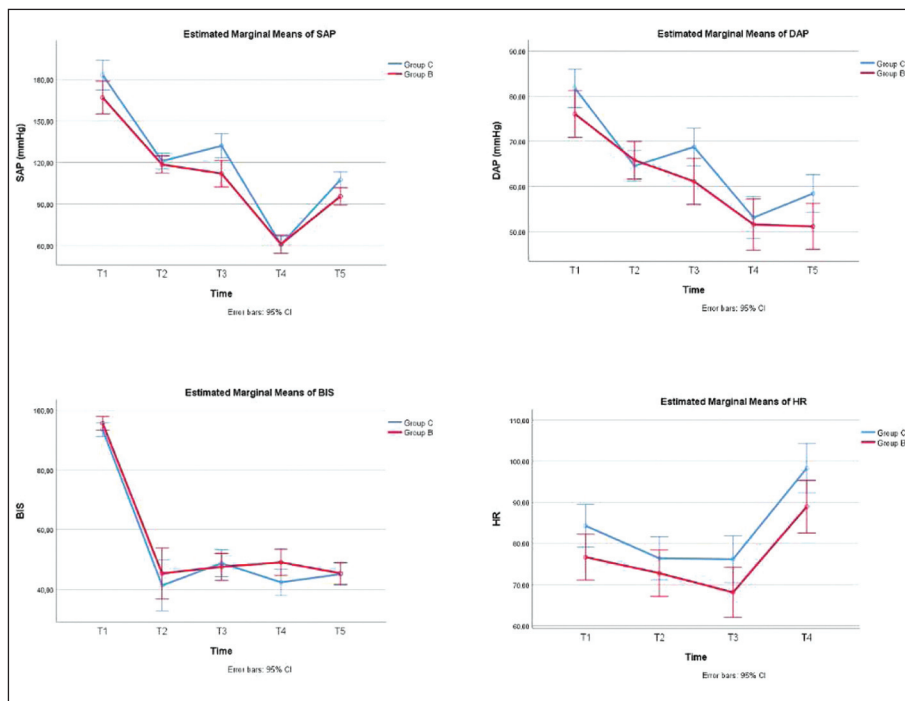 Estimated Marginal Means of SAP
Group C
Group B
SAP (mmHg)
180,00
150,00
120,00
90,00
60,00
T1 T2 T3 T4 T5
Time
Error bars: 95% CI
Estimated Marginal Means of DAP
Group C
Group B
DAP (mmHg)
90,00
80,00
70,00
60,00
50,00
T1 T2 T3 T4 T5
Time
Error bars: 95% CI
Estimated Marginal Means of BIS
Group C
Group B
BIS
100,00
80,00
60,00
40,00
T1 T2 T3 T4 T5
Time
Error bars: 95% CI
Estimated Marginal Means of HR
Group C
Group B
HR
110,00
100,00
90,00
80,00
70,00
60,00
T1 T2 T3 T4
Time
Error bars: 95% CI